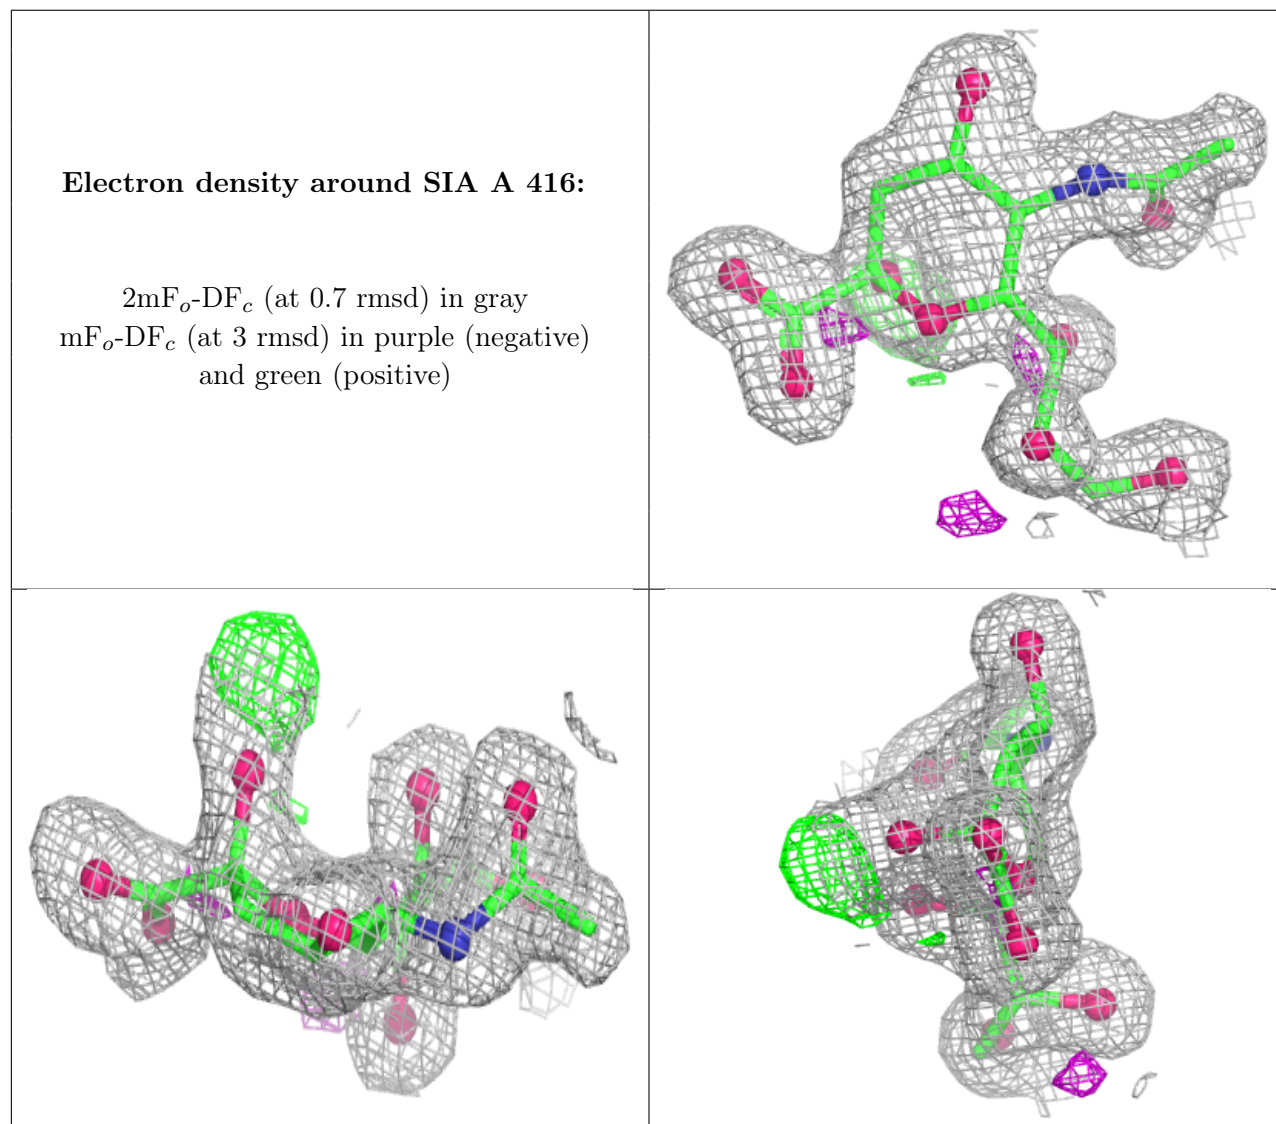 Electron density around SIA A 416:
2mFo-DFc (at 0.7 rmsd) in gray
mFo-DFc (at 3 rmsd) in purple (negative)
and green (positive)